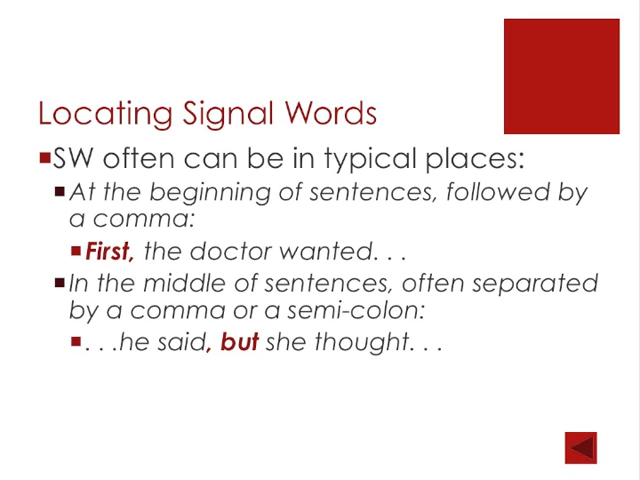 Locating Signal Words
SW often can be in typical places:
At the beginning of sentences, followed by
a comma:
First, the doctor wanted. . .
In the middle of sentences, often separated
by a comma or a semi-colon:
. . .he said, but she thought. . .